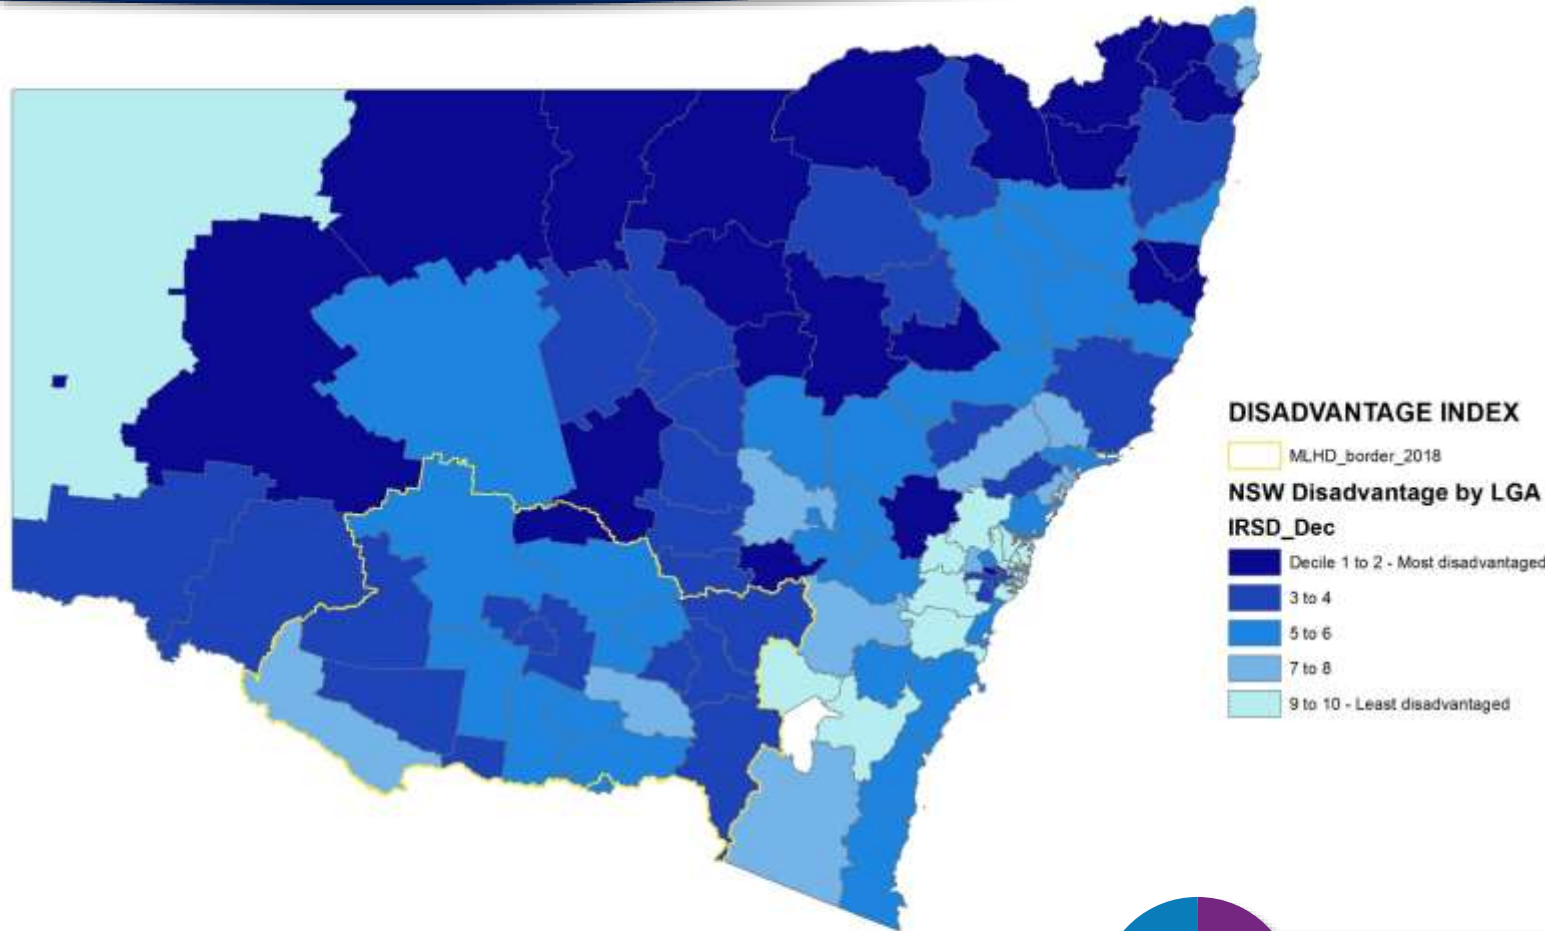 DISADVANTAGE INDEX
MLHD_border_2018
NSW Disadvantage by LGA
IRSD_Dec
Decile 1 to 2 - Most disadvantaged
3 to 4
5 to 6
7 to 8
9 to 10 - Least disadvantaged